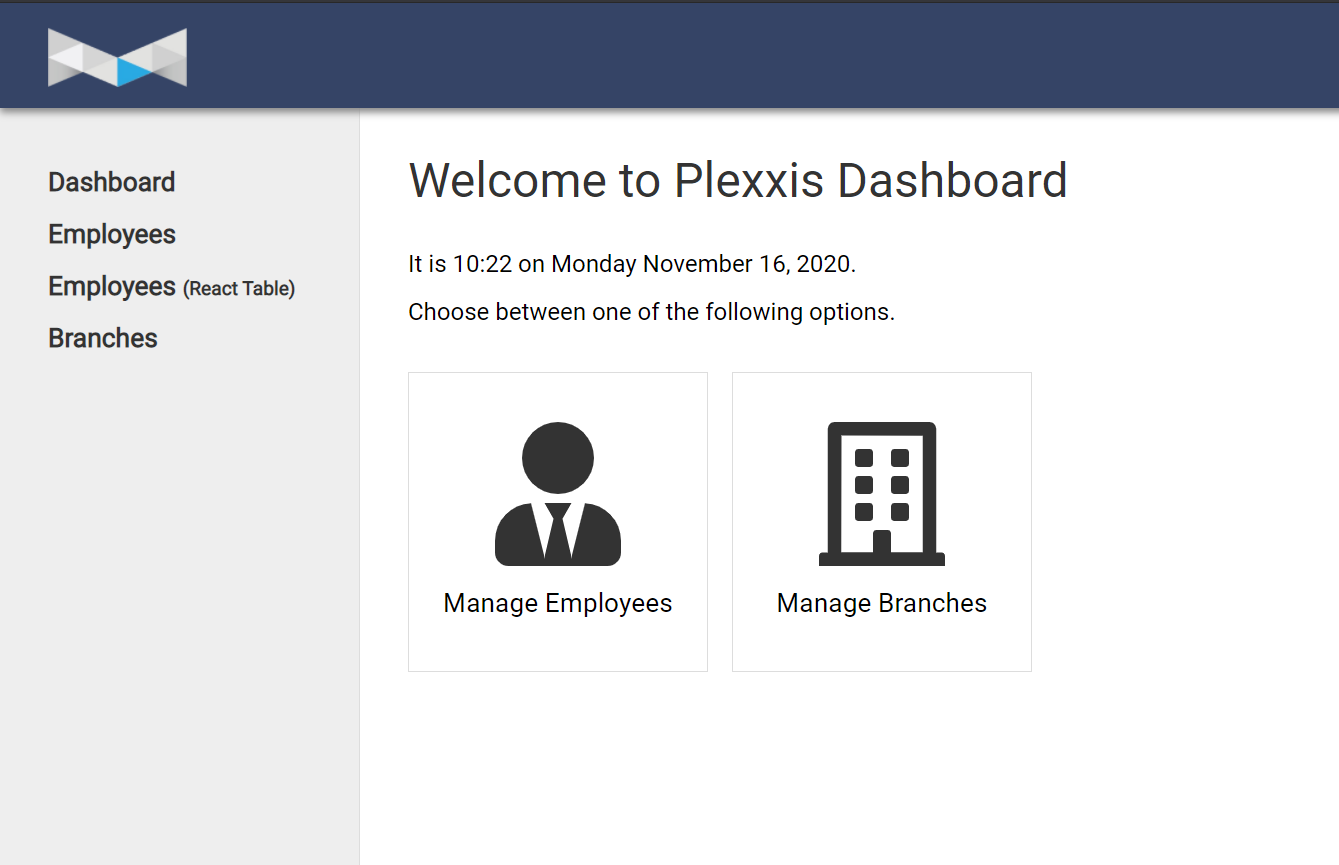 Dashboard
Employees
Employees (React Table)
Branches
Welcome to Plexxis Dashboard
It is 10:22 on Monday November 16, 2020.
Choose between one of the following options.
Manage Employees
Manage Branches